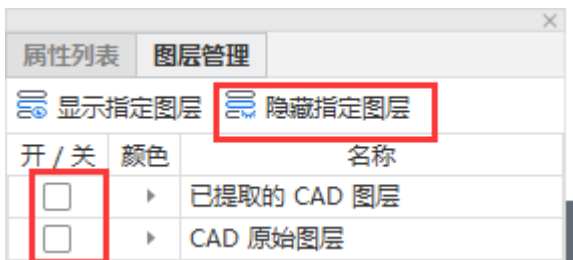 属性列表 图层管理
显示指定图层 隐藏指定图层
开 / 关 颜色 名称
已提取的 CAD 图层
CAD 原始图层